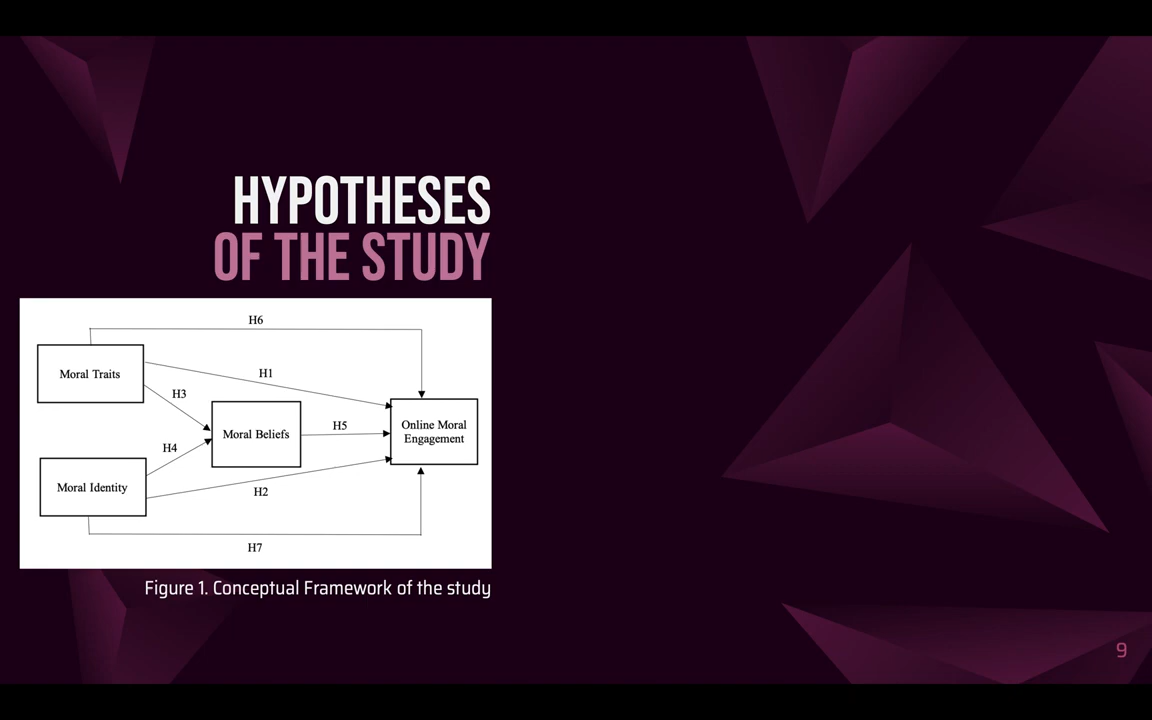 HYPOTHESES
OF THE STUDY
H6
Moral Traits
H1
H3
Moral Beliefs
H5
Online Moral
Engagement
H4
Moral Identity
H2
H7
Figure 1. Conceptual Framework of the study
9